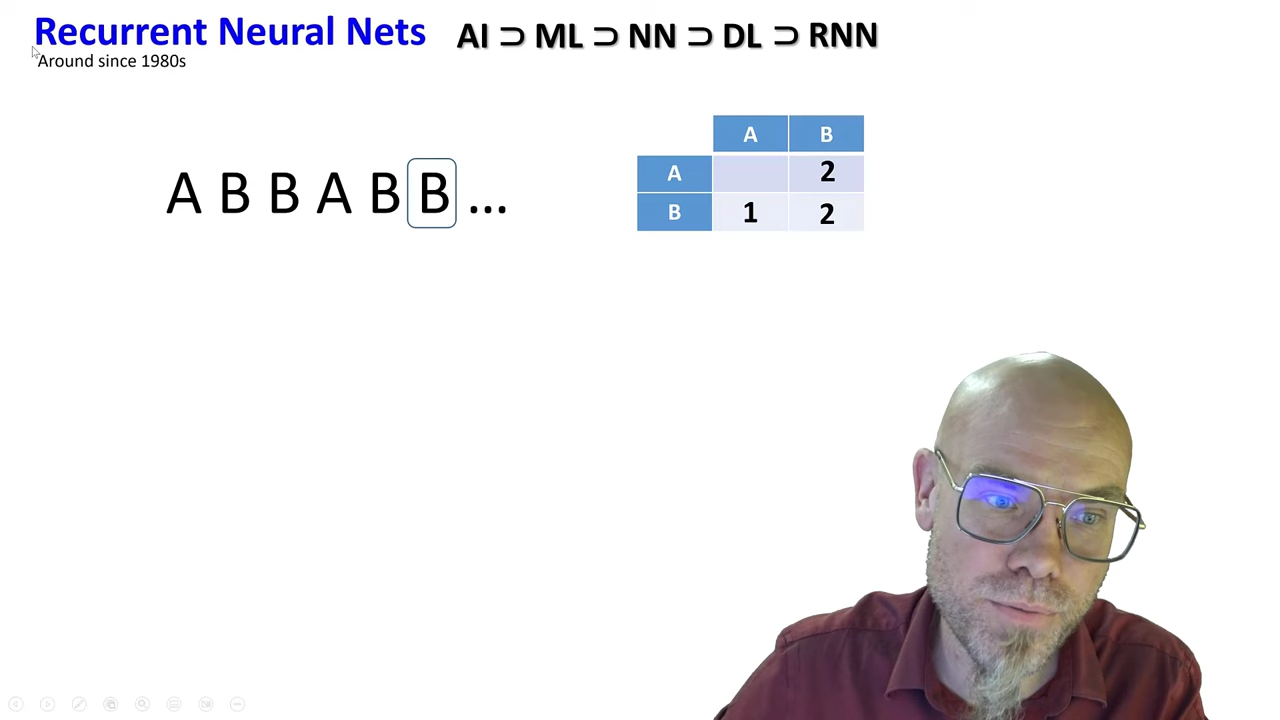 Recurrent Neural Nets AI ⊃ ML ⊃ NN ⊃ DL ⊃ RNN
Around since 1980s
A B B A B B ...
A B
A 2
B 1 2